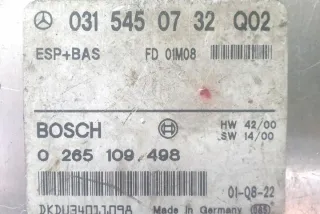 031 545 07 32 Q02
ESP+BAS FD 01M08
BOSCH HW 42/00
SW 14/00
0 265 109 498
01-06-22
Made in Germany